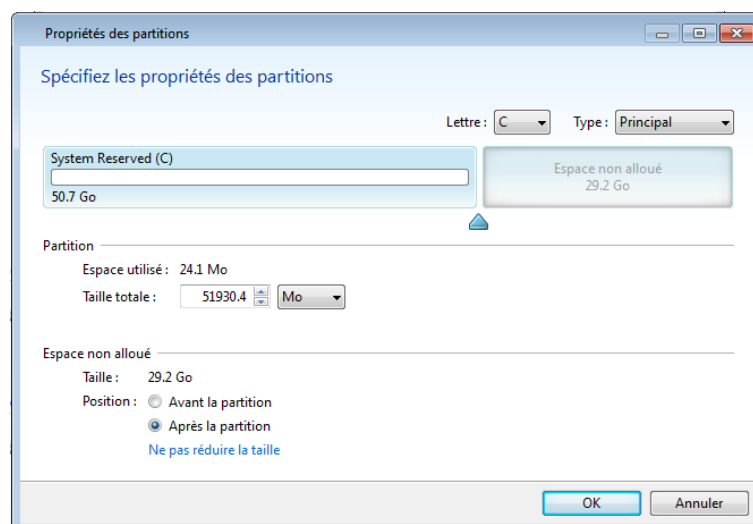 Propriétés des partitions
Spécifiez les propriétés des partitions
Lettre : C Type : Principal
System Reserved (C)
50.7 Go
Espace non alloué
29.2 Go
Partition
Espace utilisé : 24.1 Mo
Taille totale : 51930.4 Mo
Espace non alloué
Taille : 29.2 Go
Position : Avant la partition
Après la partition
Ne pas réduire la taille
OK Annuler